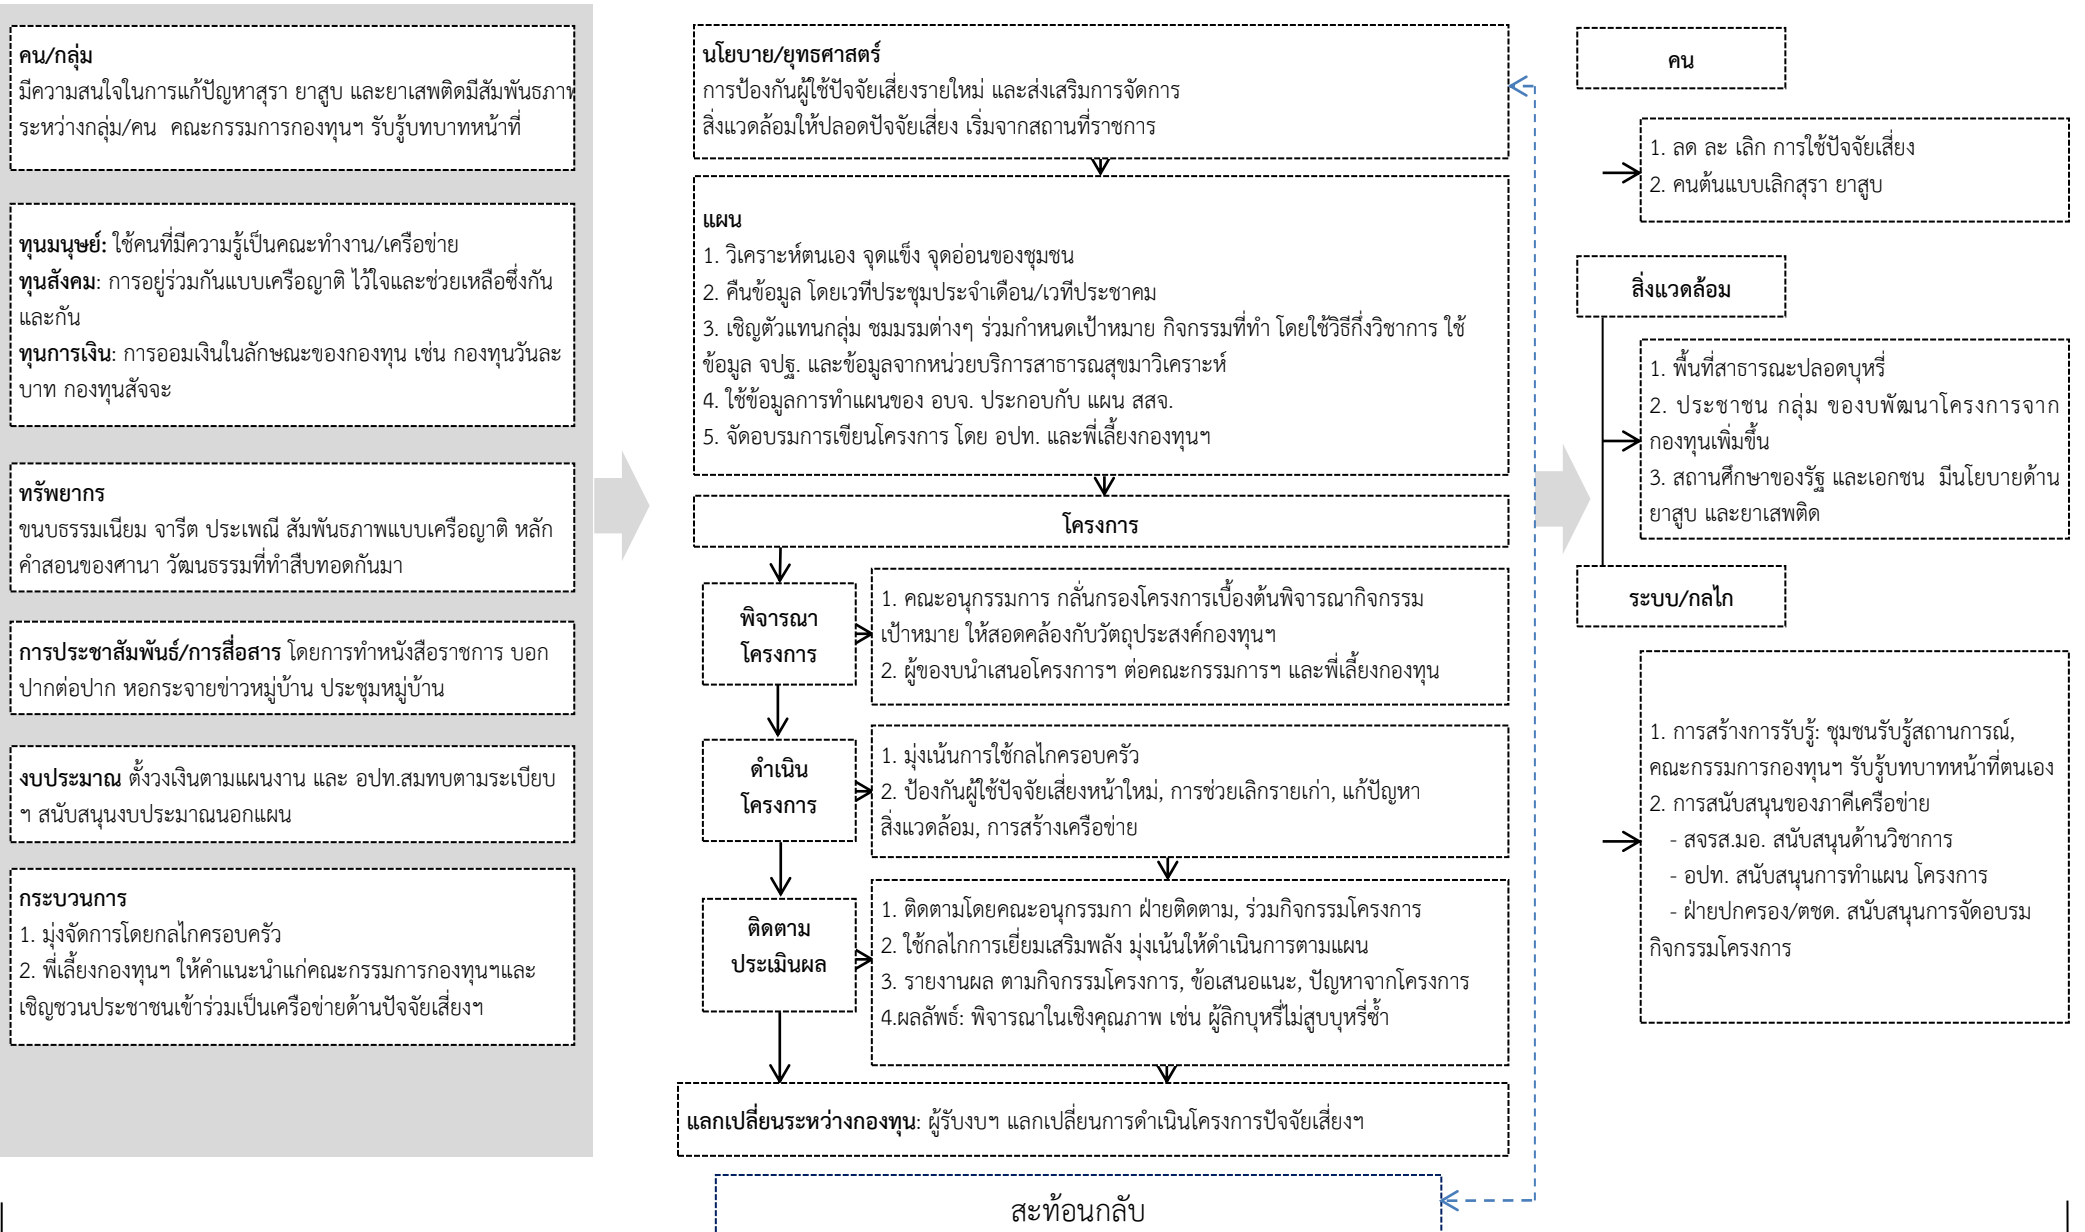 คน/กลุ่ม
มีความสนใจในการแก้ปัญหาสุรา ยาสูบ และยาเสพติดมีสัมพันธภาพ
ระหว่างกลุ่ม/คน คณะกรรมการกองทุนฯ รับรู้บทบาทหน้าที่
ทุนมนุษย์: ใช้คนที่มีความรู้เป็นคณะทำงาน/เครือข่าย
ทุนสังคม: การอยู่ร่วมกันแบบเครือญาติ ไว้ใจและช่วยเหลือซึ่งกัน
และกัน
ทุนการเงิน: การออมเงินในลักษณะของกองทุน เช่น กองทุนวันละ
บาท กองทุนสัจจะ
ทรัพยากร
ขนบธรรมเนียม จารีต ประเพณี สัมพันธภาพแบบเครือญาติ หลัก
คำสอนของศานา วัฒนธรรมที่ทำสืบทอดกันมา
การประชาสัมพันธ์/การสื่อสาร โดยการทำหนังสือราชการ บอก
ปากต่อปาก หอกระจายข่าวหมู่บ้าน ประชุมหมู่บ้าน
งบประมาณ ตั้งวงเงินตามแผนงาน และ อปท.สมทบตามระเบียบ
ฯ สนับสนุนงบประมาณนอกแผน
กระบวนการ
1. มุ่งจัดการโดยกลไกครอบครัว
2. พี่เลี้ยงกองทุนฯ ให้คำแนะนำแก่คณะกรรมการกองทุนฯและ
เชิญชวนประชาชนเข้าร่วมเป็นเครือข่ายด้านปัจจัยเสี่ยงฯ
นโยบาย/ยุทธศาสตร์
การป้องกันผู้ใช้ปัจจัยเสี่ยงรายใหม่ และส่งเสริมการจัดการ
สิ่งแวดล้อมให้ปลอดปัจจัยเสี่ยง เริ่มจากสถานที่ราชการ
แผน
1. วิเคราะห์ตนเอง จุดแข็ง จุดอ่อนของชุมชน
2. คืนข้อมูล โดยเวทีประชุมประจำเดือน/เวทีประชาคม
3. เชิญตัวแทนกลุ่ม ชมมรมต่างๆ ร่วมกำหนดเป้าหมาย กิจกรรมที่ทำ โดยใช้วิธีกึ่งวิชาการ ใช้
ข้อมูล จปฐ. และข้อมูลจากหน่วยบริการสาธารณสุขมาวิเคราะห์
4. ใช้ข้อมูลการทำแผนของ อบจ. ประกอบกับ แผน สสจ.
5. จัดอบรมการเขียนโครงการ โดย อปท. และพี่เลี้ยงกองทุนฯ
โครงการ
พิจารณา
โครงการ
1. คณะอนุกรรมการ กลั่นกรองโครงการเบื้องต้นพิจารณากิจกรรม
เป้าหมาย ให้สอดคล้องกับวัตถุประสงค์กองทุนฯ
2. ผู้ของบนำเสนอโครงการฯ ต่อคณะกรรมการฯ และพี่เลี้ยงกองทุน
ดำเนิน
โครงการ
1. มุ่งเน้นการใช้กลไกครอบครัว
2. ป้องกันผู้ใช้ปัจจัยเสี่ยงหน้าใหม่, การช่วยเลิกรายเก่า, แก้ปัญหา
สิ่งแวดล้อม, การสร้างเครือข่าย
ติดตาม
ประเมินผล
1. ติดตามโดยคณะอนุกรรมกา ฝ่ายติดตาม, ร่วมกิจกรรมโครงการ
2. ใช้กลไกการเยี่ยมเสริมพลัง มุ่งเน้นให้ดำเนินการตามแผน
3. รายงานผล ตามกิจกรรมโครงการ, ข้อเสนอแนะ, ปัญหาจากโครงการ
4.ผลลัพธ์: พิจารณาในเชิงคุณภาพ เช่น ผู้ลิกบุหรี่ไม่สูบบุหรี่ซ้ำ
แลกเปลี่ยนระหว่างกองทุน: ผู้รับงบฯ แลกเปลี่ยนการดำเนินโครงการปัจจัยเสี่ยงฯ
สะท้อนกลับ
คน
1. ลด ละ เลิก การใช้ปัจจัยเสี่ยง
2. คนต้นแบบเลิกสุรา ยาสูบ
สิ่งแวดล้อม
1. พื้นที่สาธารณะปลอดบุหรี่
2. ประชาชน กลุ่ม ของบพัฒนาโครงการจาก
กองทุนเพิ่มขึ้น
3. สถานศึกษาของรัฐ และเอกชน มีนโยบายด้าน
ยาสูบ และยาเสพติด
ระบบ/กลไก
1. การสร้างการรับรู้: ชุมชนรับรู้สถานการณ์,
คณะกรรมการกองทุนฯ รับรู้บทบาทหน้าที่ตนเอง
2. การสนับสนุนของภาคีเครือข่าย
- สจรส.มอ. สนับสนุนด้านวิชาการ
- อปท. สนับสนุนการทำแผน โครงการ
- ฝ่ายปกครอง/ตชด. สนับสนุนการจัดอบรม
กิจกรรมโครงการ